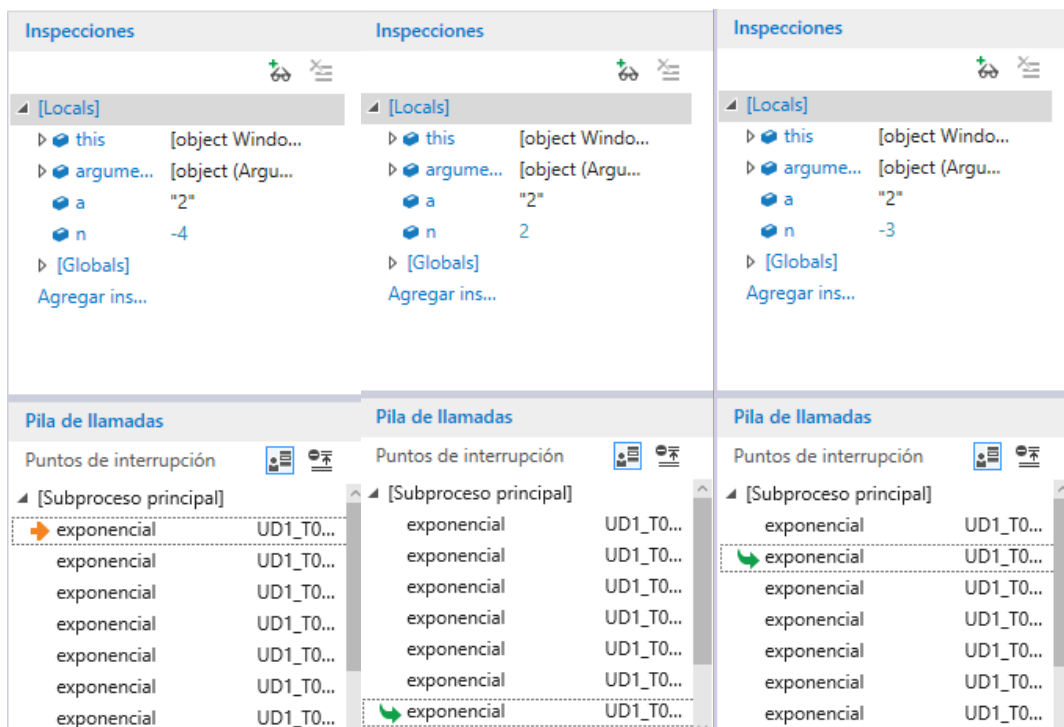 Inspecciones
[Locals]
this [object Windo...
argume... [object (Argu...
a "2"
n -4
[Globals]
Agregar ins...
Pila de llamadas
Puntos de interrupción
[Subproceso principal]
exponencial UD1_T0...
exponencial UD1_T0...
exponencial UD1_T0...
exponencial UD1_T0...
exponencial UD1_T0...
exponencial UD1_T0...
exponencial UD1_T0...
Inspecciones
[Locals]
this [object Windo...
argume... [object (Argu...
a "2"
n 2
[Globals]
Agregar ins...
Pila de llamadas
Puntos de interrupción
[Subproceso principal]
exponencial UD1_T0...
exponencial UD1_T0...
exponencial UD1_T0...
exponencial UD1_T0...
exponencial UD1_T0...
exponencial UD1_T0...
exponencial UD1_T0...
Inspecciones
[Locals]
this [object Windo...
argume... [object (Argu...
a "2"
n -3
[Globals]
Agregar ins...
Pila de llamadas
Puntos de interrupción
[Subproceso principal]
exponencial UD1_T0...
exponencial UD1_T0...
exponencial UD1_T0...
exponencial UD1_T0...
exponencial UD1_T0...
exponencial UD1_T0...
exponencial UD1_T0...